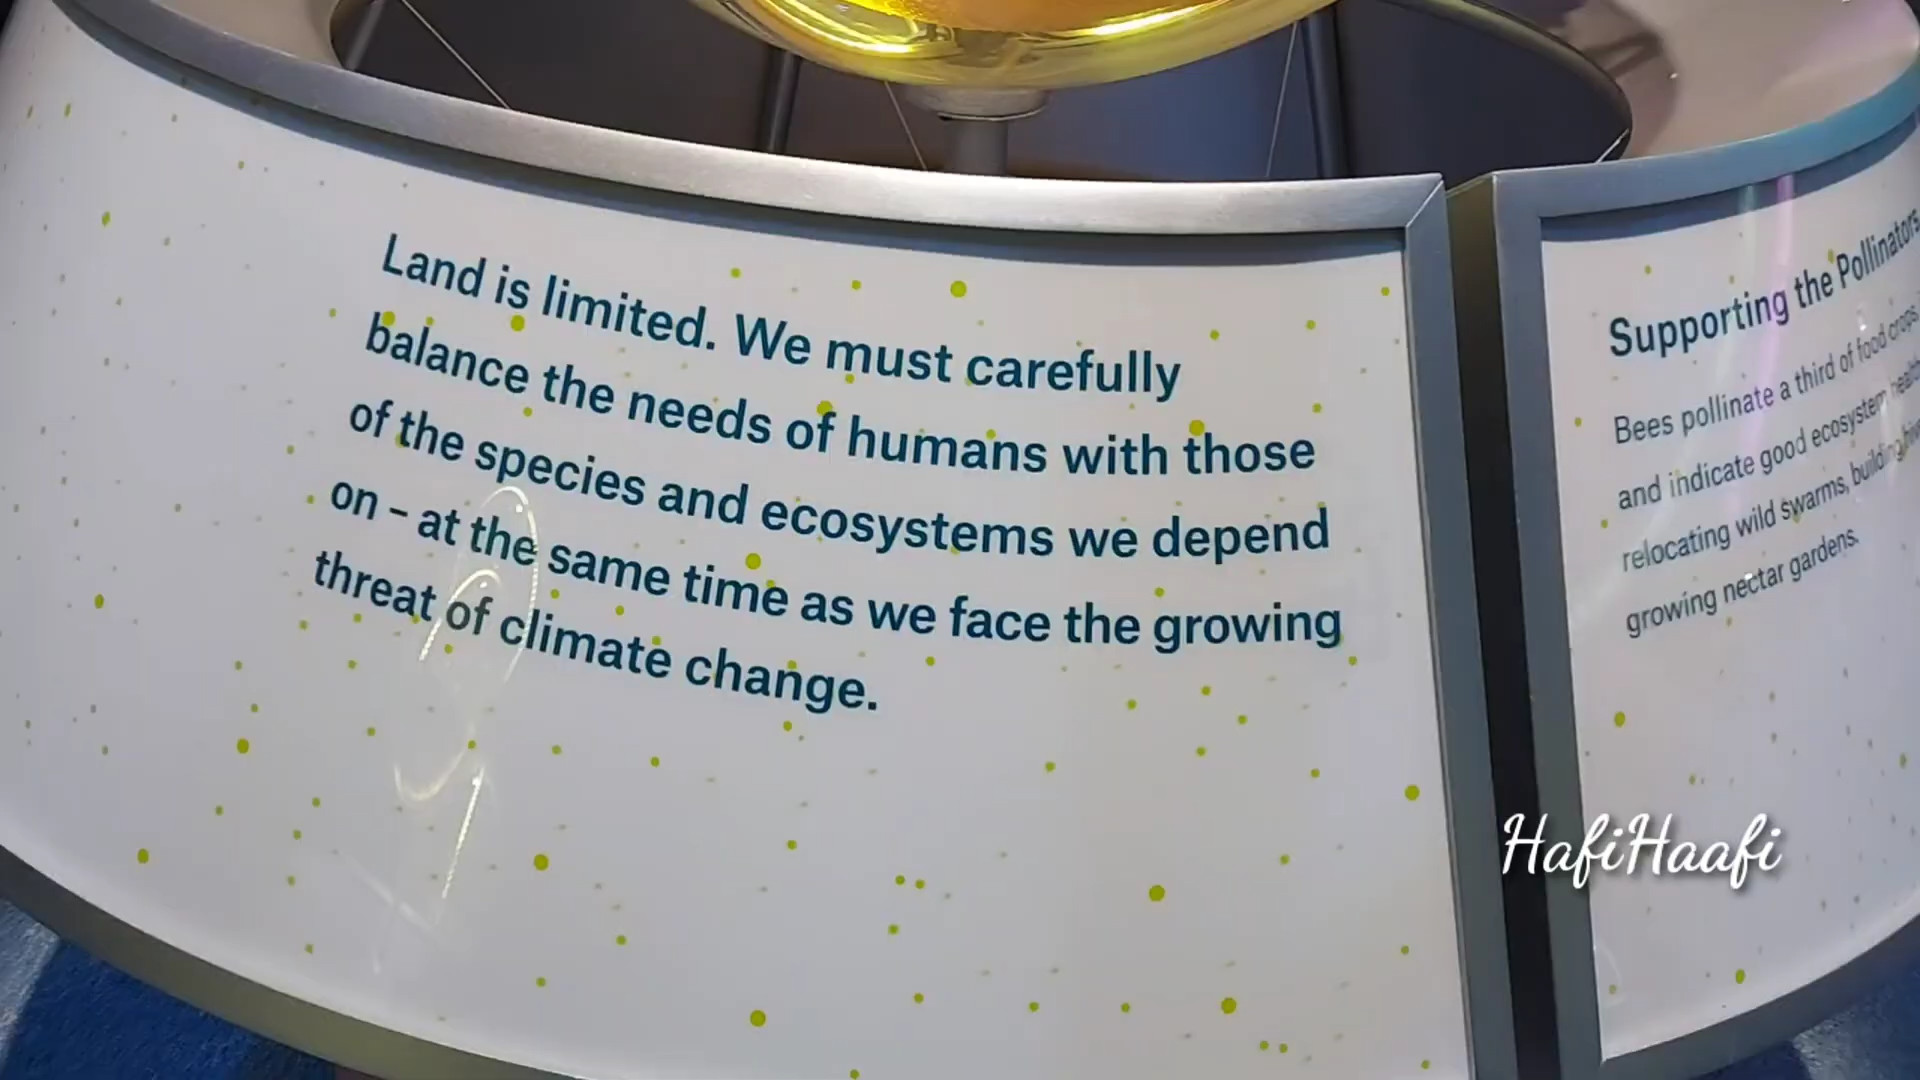 Land is limited. We must carefully
balance the needs of humans with those
of the species and ecosystems we depend
on – at the same time as we face the growing
threat of climate change.
Supporting the Pollinators
Bees pollinate a third of food crops
and indicate good ecosystem health
relocating wild swarms, building
growing nectar gardens.
HafiHaafi